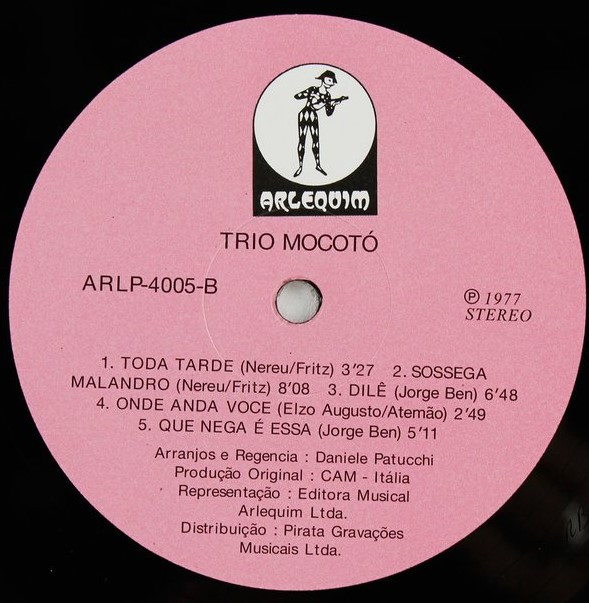 ARLEQUIM
TRIO MOCOTÓ
ARLP-4005-B
Ⓟ 1977
STEREO
1. TODA TARDE (Nereu/Fritz) 3'27 2. SOSSEGA
MALANDRO (Nereu/Fritz) 8'08 3. DILÊ (Jorge Ben) 6'48
4. ONDE ANDA VOCE (Elzo Augusto/Atemão) 2'49
5. QUE NEGA É ESSA (Jorge Ben) 5'11
Arranjos e Regencia : Daniele Patucchi
Produção Original : CAM - Itália
Representação : Editora Musical
Arlequim Ltda.
Distribuição : Pirata Gravações
Musicais Ltda.